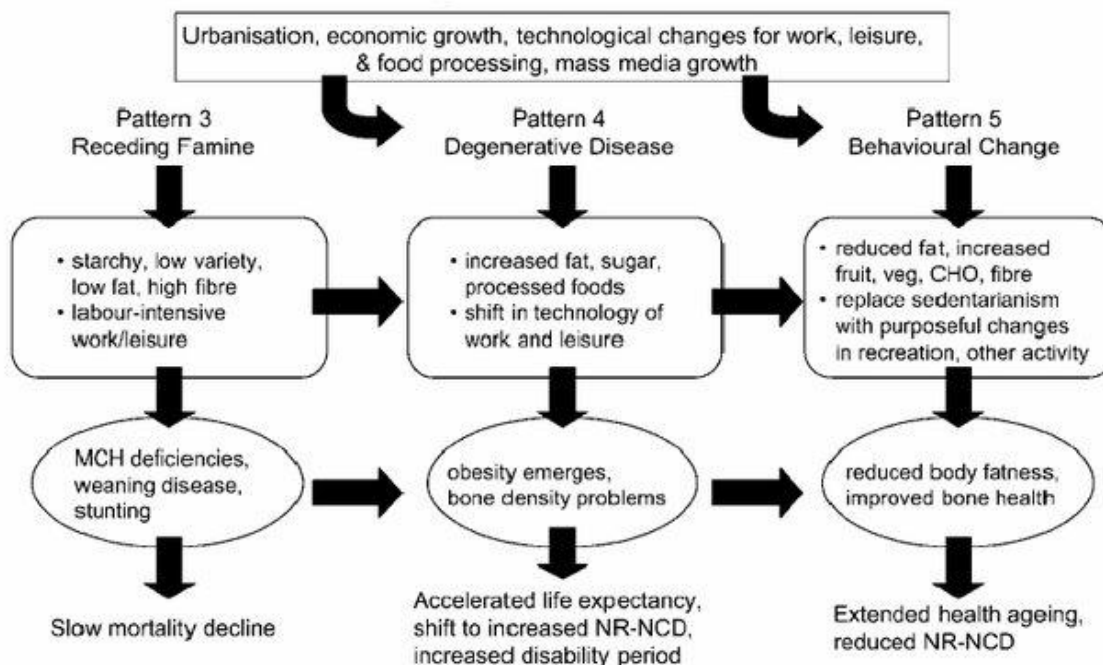 Urbanisation, economic growth, technological changes for work, leisure,
& food processing, mass media growth
Pattern 3
Receding Famine
Pattern 4
Degenerative Disease
Pattern 5
Behavioural Change
• starchy, low variety,
low fat, high fibre
• labour-intensive
work/leisure
• increased fat, sugar,
processed foods
• shift in technology of
work and leisure
• reduced fat, increased
fruit, veg, CHO, fibre
• replace sedentarianism
with purposeful changes
in recreation, other activity
MCH deficiencies,
weaning disease,
stunting
obesity emerges,
bone density problems
reduced body fatness,
improved bone health
Slow mortality decline
Accelerated life expectancy,
shift to increased NR-NCD,
increased disability period
Extended health ageing,
reduced NR-NCD